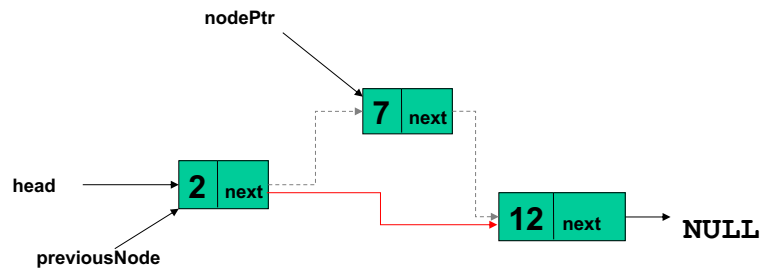 nodePtr
7 next
head
2 next
12 next
NULL
previousNode